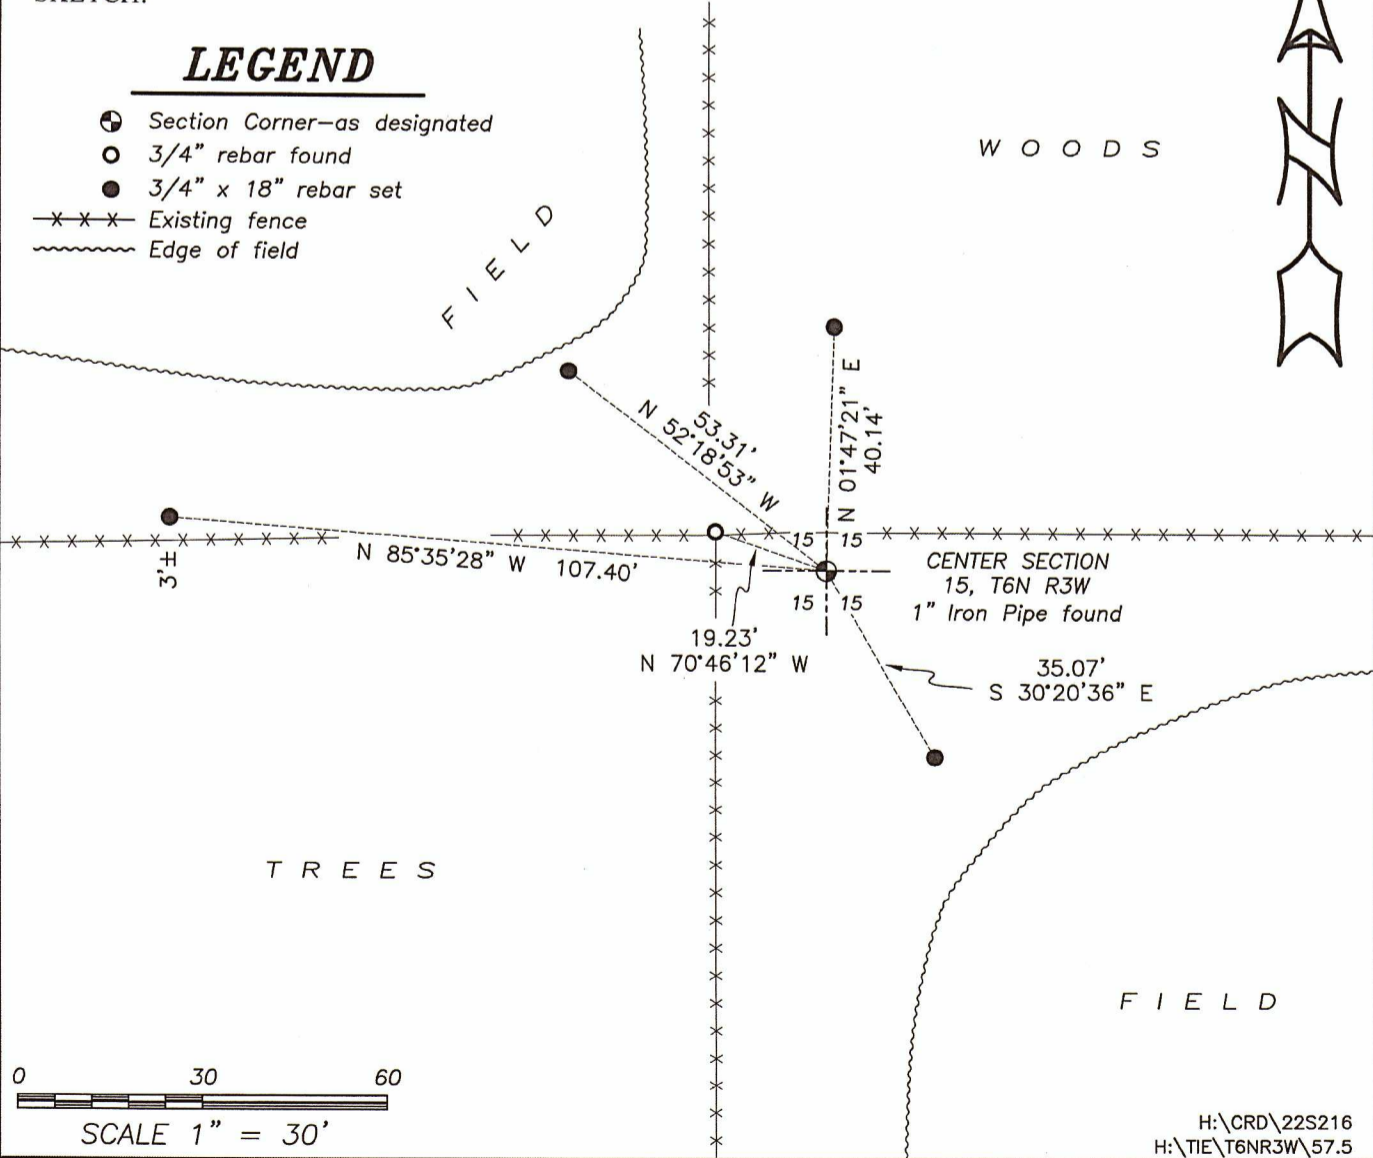 LEGEND
Section Corner—as designated
3/4" rebar found
3/4" x 18" rebar set
Existing fence
Edge of field
WOODS
FIELD
N
53.31'
N 52°18'53" W
N 01°47'21" E
40.14'
15 15
N 85°35'28" W 107.40'
3'±
CENTER SECTION
15, T6N R3W
1" Iron Pipe found
15 15
19.23'
N 70°46'12" W
35.07'
S 30°20'36" E
TREES
FIELD
0 30 60
SCALE 1" = 30'
H:\CRD\22S216
H:\TIE\T6NR3W\57.5